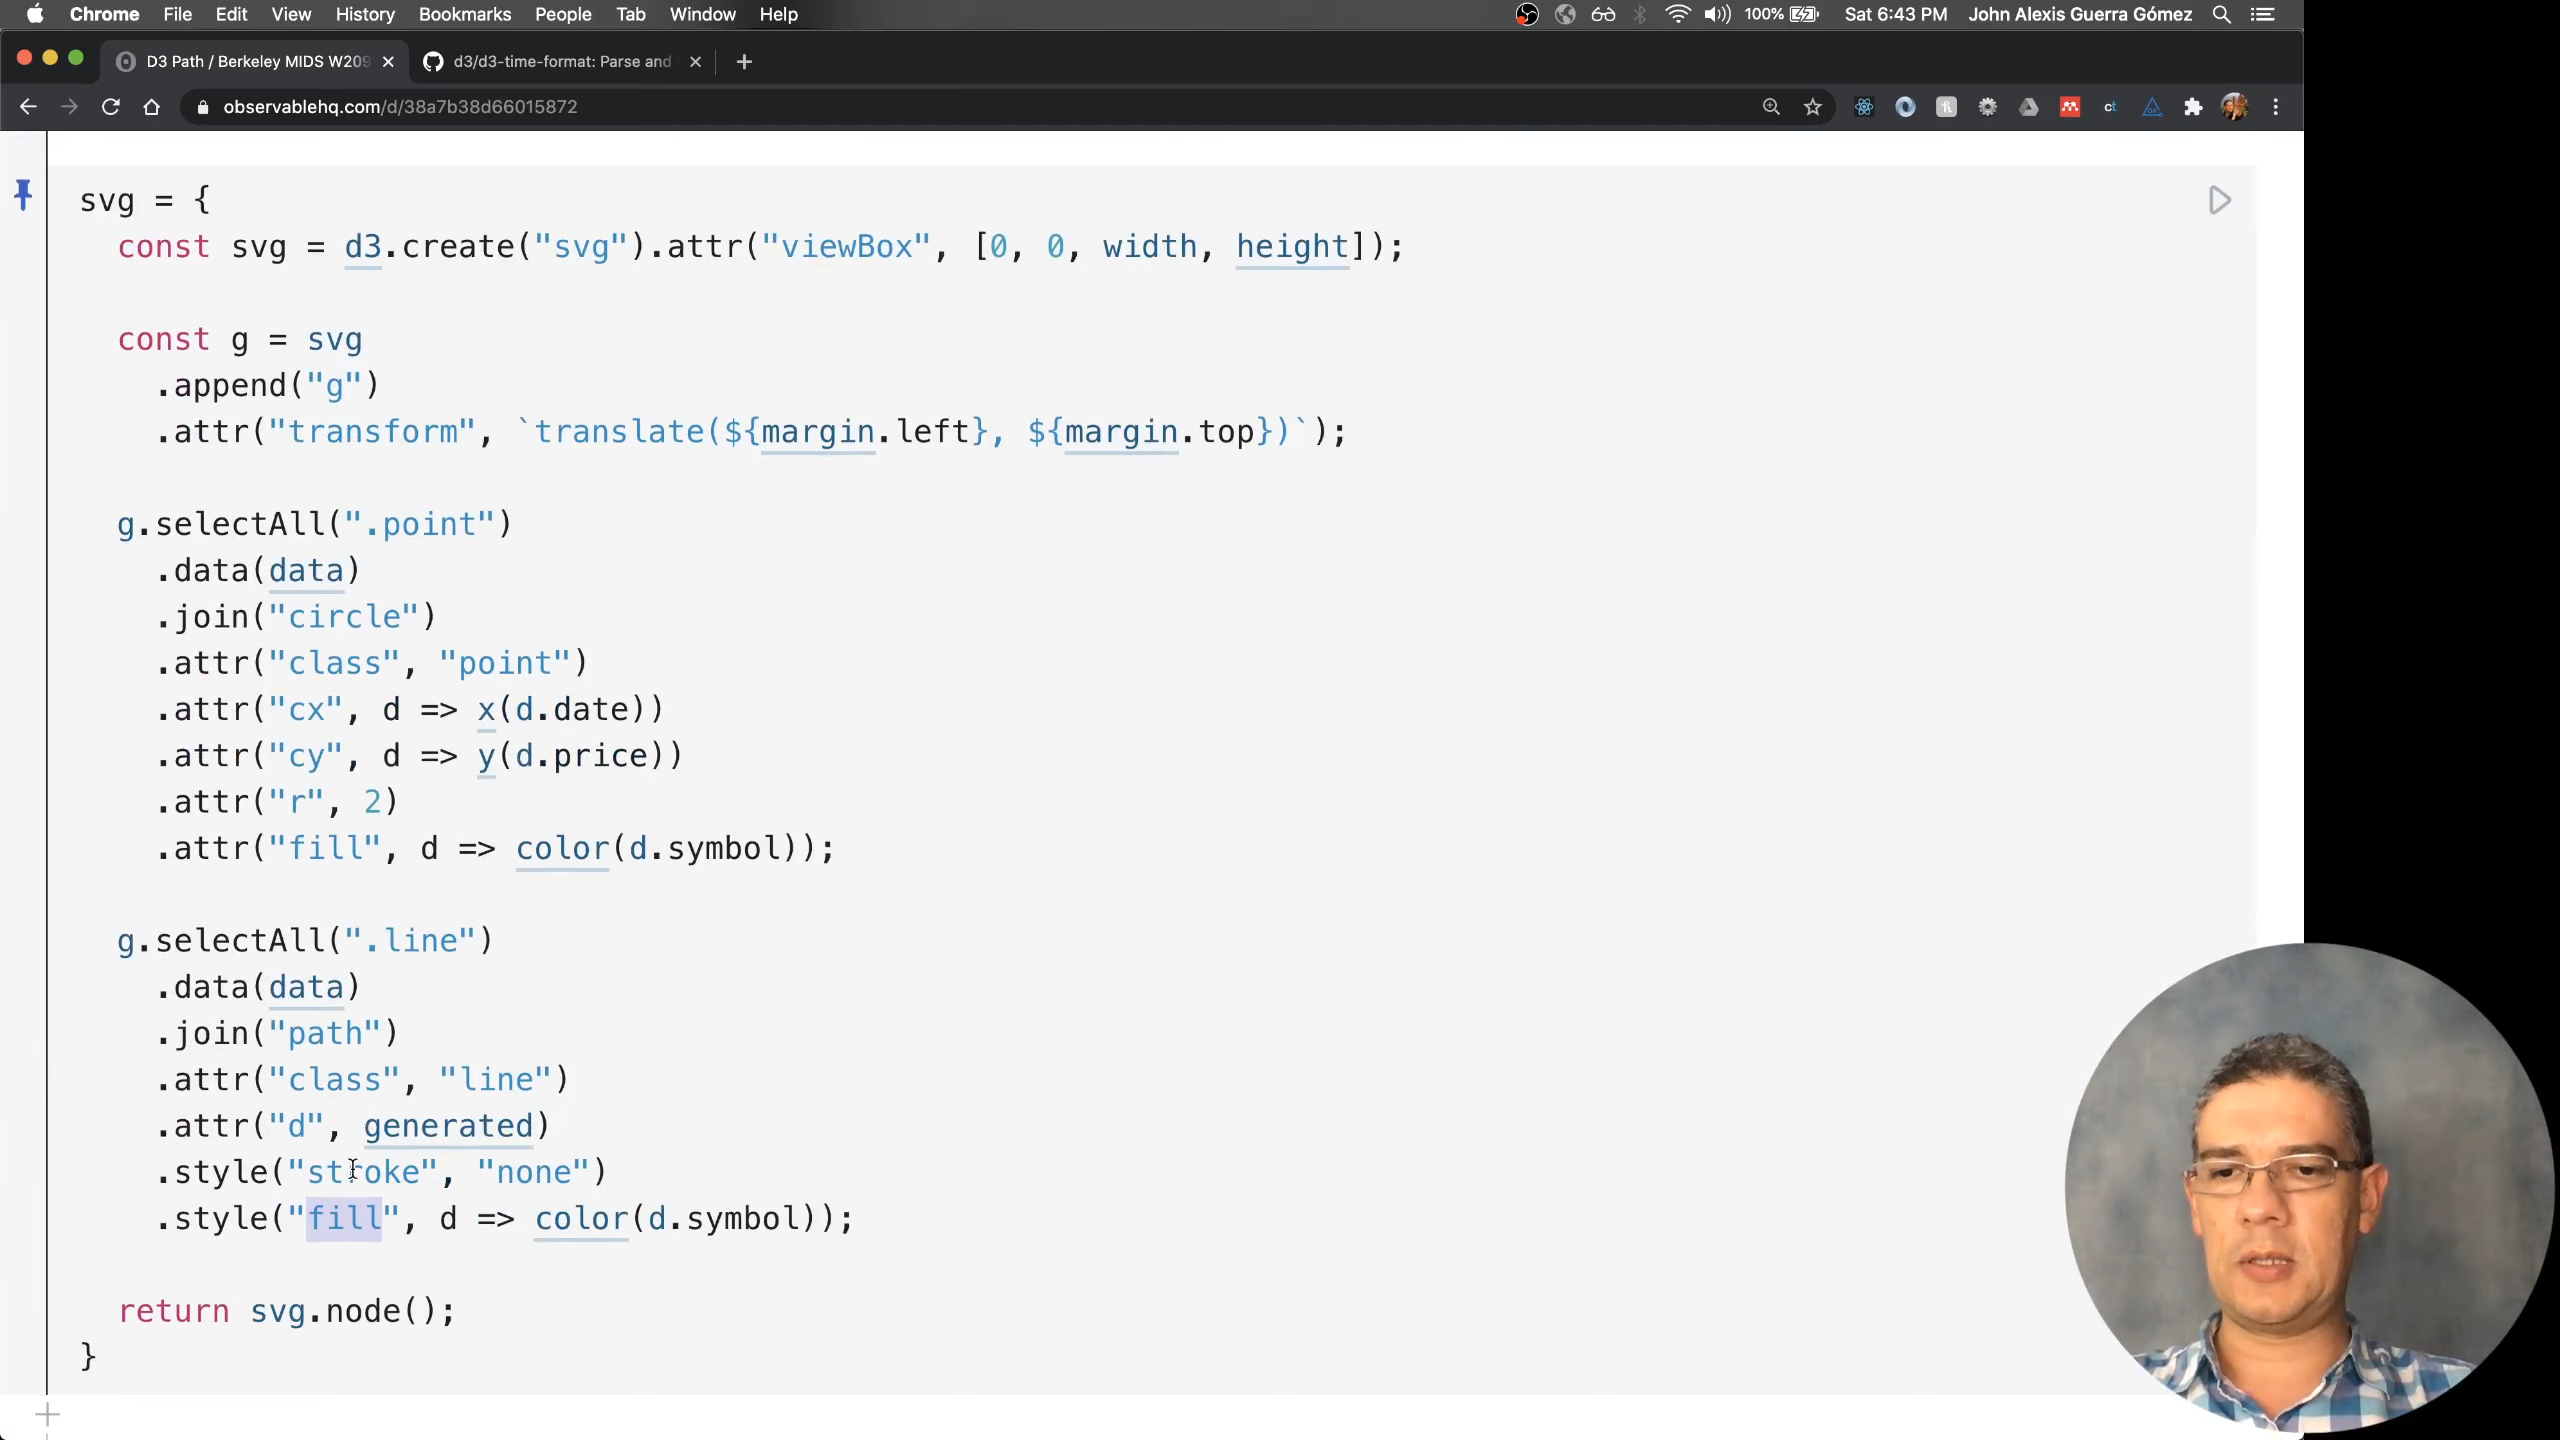 Chrome File Edit View History Bookmarks People Tab Window Help 100% Sat 6:43 PM John Alexis Guerra Gómez
D3 Path / Berkeley MIDS W209 d3/d3-time-format: Parse and
observablehq.com/d/38a7b38d66015872
svg = {
const svg = d3.create("svg").attr("viewBox", [0, 0, width, height]);
const g = svg
.append("g")
.attr("transform", `translate(${margin.left}, ${margin.top})`);
g.selectAll(".point")
.data(data)
.join("circle")
.attr("class", "point")
.attr("cx", d => x(d.date))
.attr("cy", d => y(d.price))
.attr("r", 2)
.attr("fill", d => color(d.symbol));
g.selectAll(".line")
.data(data)
.join("path")
.attr("class", "line")
.attr("d", generated)
.style("stroke", "none")
.style("fill", d => color(d.symbol));
return svg.node();
}